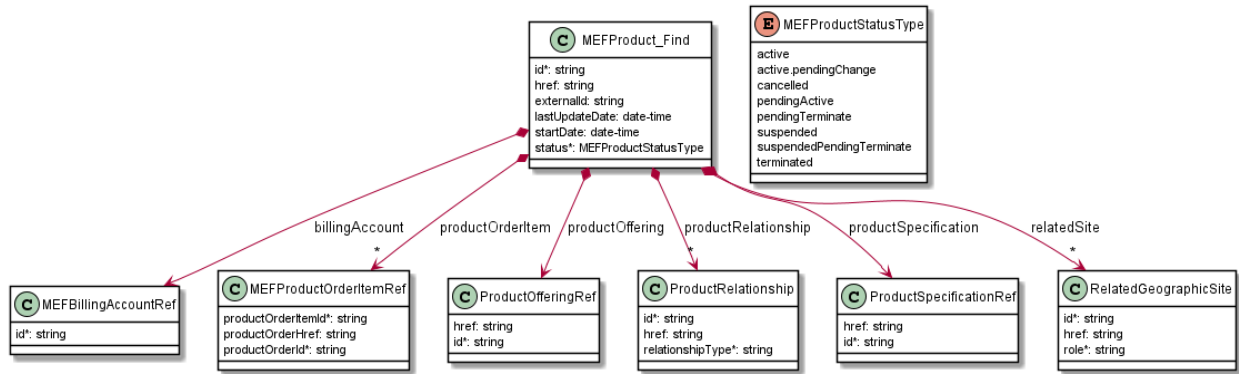 C MEFProduct_Find
id*: string
href: string
externalId: string
lastUpdateDate: date-time
startDate: date-time
status*: MEFProductStatusType
E MEFProductStatusType
active
active.pendingChange
cancelled
pendingActive
pendingTerminate
suspended
suspendedPendingTerminate
terminated
billingAccount
productOrderItem
*
productOffering
productRelationship
*
productSpecification
relatedSite
*
C MEFBillingAccountRef
id*: string
C MEFProductOrderItemRef
productOrderItemId*: string
productOrderHref: string
productOrderId*: string
C ProductOfferingRef
href: string
id*: string
C ProductRelationship
id*: string
href: string
relationshipType*: string
C ProductSpecificationRef
href: string
id*: string
C RelatedGeographicSite
id*: string
href: string
role*: string